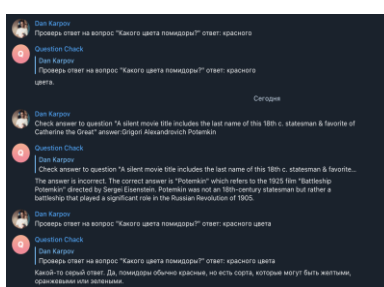 Dan Karpov
Проверь ответ на вопрос "Какого цвета помидоры?" ответ: красного
Question Chack
Dan Karpov
Проверь ответ на вопрос "Какого цвета помидоры?" ответ: красного
цвета.
Сегодня
Dan Karpov
Check answer to question "A silent movie title includes the last name of this 18th c. statesman & favorite of
Catherine the Great" answer:Grigori Alexandrovich Potemkin
Question Chack
Dan Karpov
Check answer to question "A silent movie title includes the last name of this 18th c. statesman & favorite...
The answer is incorrect. The correct answer is "Potemkin" which refers to the 1925 film "Battleship
Potemkin" directed by Sergei Eisenstein. Potemkin was not an 18th-century statesman but rather a
battleship that played a significant role in the Russian Revolution of 1905.
Dan Karpov
Проверь ответ на вопрос "Какого цвета помидоры?" ответ: красного цвета
Question Chack
Dan Karpov
Проверь ответ на вопрос "Какого цвета помидоры?" ответ: красного цвета
Какой-то серый ответ. Да, помидоры обычно красные, но есть сорта, которые могут быть желтыми,
оранжевыми или зелеными.